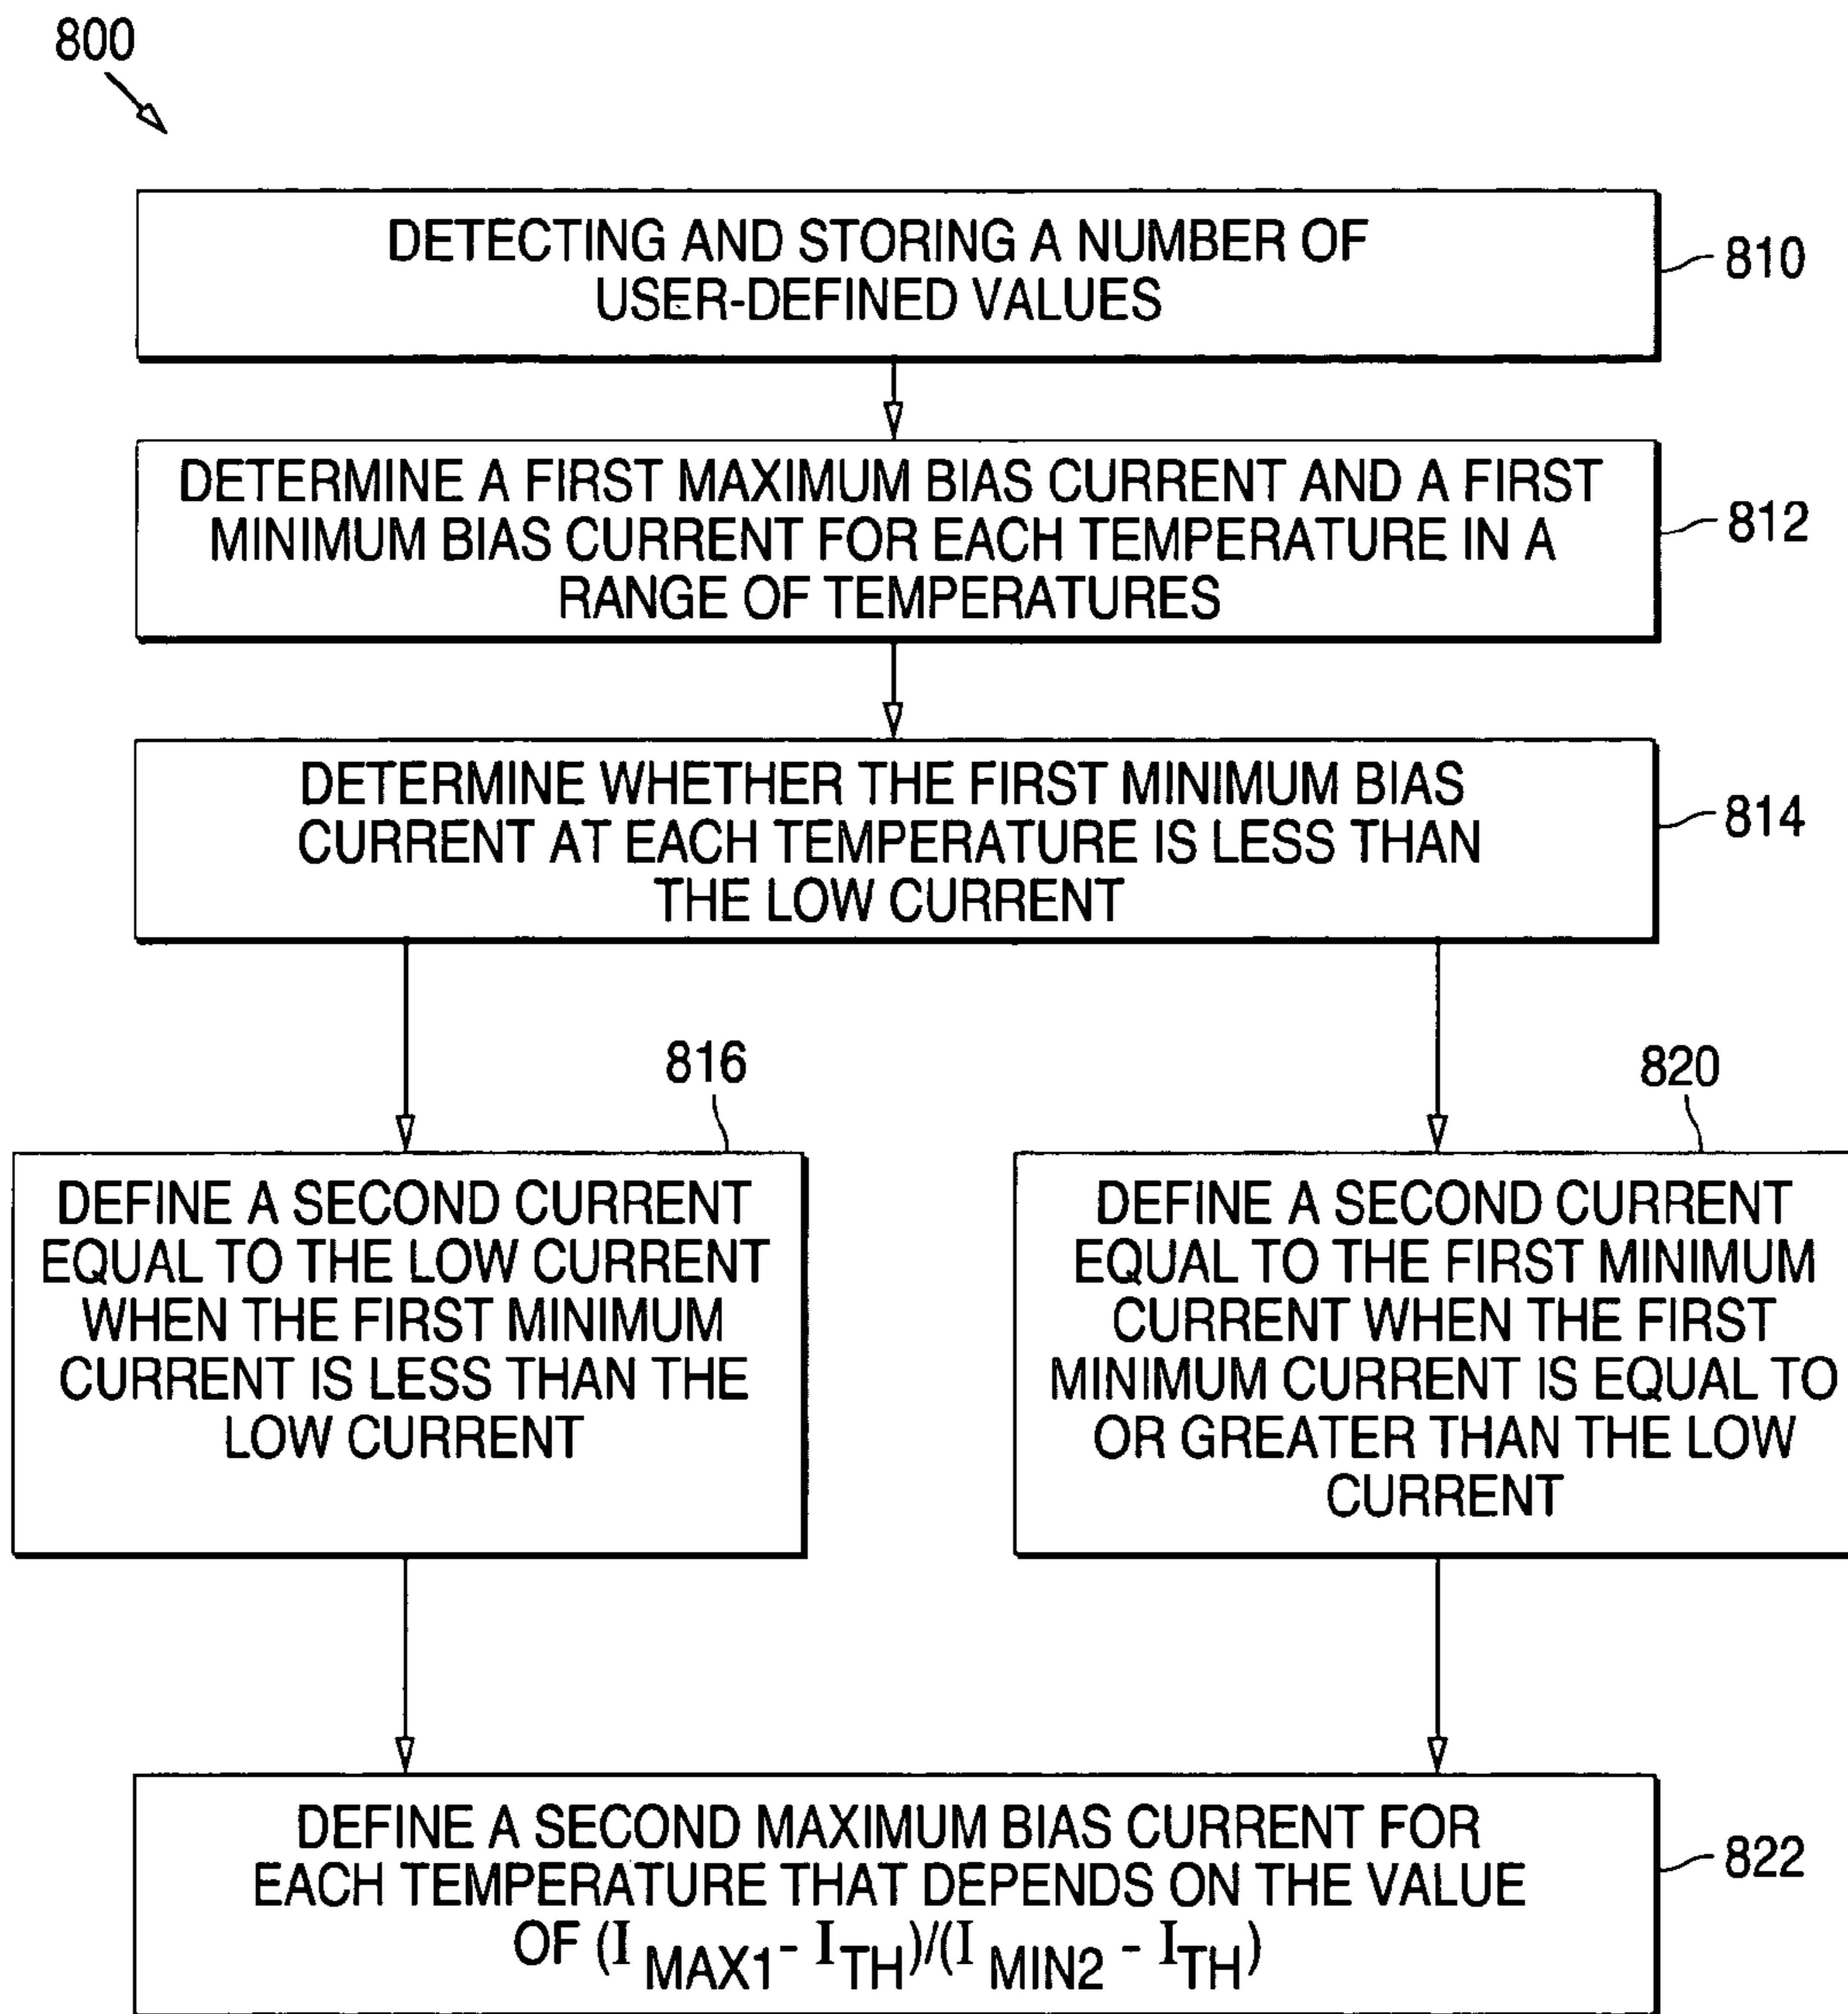 800
DETECTING AND STORING A NUMBER OF
USER-DEFINED VALUES
810
DETERMINE A FIRST MAXIMUM BIAS CURRENT AND A FIRST
MINIMUM BIAS CURRENT FOR EACH TEMPERATURE IN A
RANGE OF TEMPERATURES
812
DETERMINE WHETHER THE FIRST MINIMUM BIAS
CURRENT AT EACH TEMPERATURE IS LESS THAN
THE LOW CURRENT
814
816
DEFINE A SECOND CURRENT
EQUAL TO THE LOW CURRENT
WHEN THE FIRST MINIMUM
CURRENT IS LESS THAN THE
LOW CURRENT
820
DEFINE A SECOND CURRENT
EQUAL TO THE FIRST MINIMUM
CURRENT WHEN THE FIRST
MINIMUM CURRENT IS EQUAL TO
OR GREATER THAN THE LOW
CURRENT
DEFINE A SECOND MAXIMUM BIAS CURRENT FOR
EACH TEMPERATURE THAT DEPENDS ON THE VALUE
OF (I MAX1 - I TH)/(I MIN2 - I TH)
822